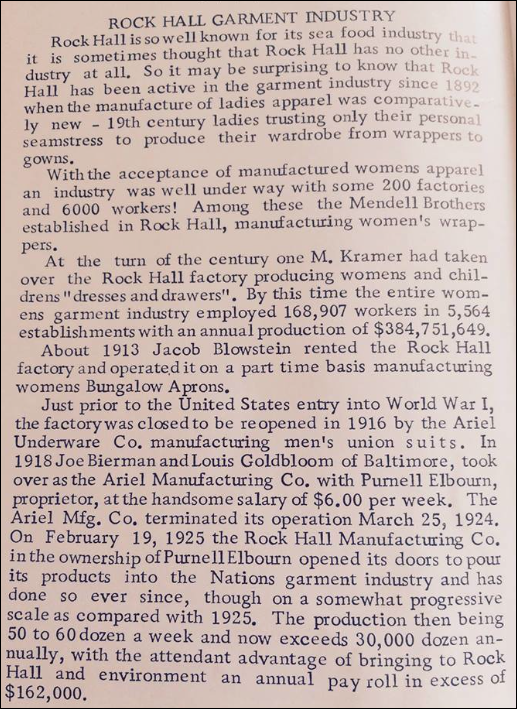 ROCK HALL GARMENT INDUSTRY
Rock Hall is so well known for its sea food industry that
it is sometimes thought that Rock Hall has no other in-
dustry at all. So it may be surprising to know that Rock
Hall has been active in the garment industry since 1892
when the manufacture of ladies apparel was comparative-
ly new - 19th century ladies trusting only their personal
seamstress to produce their wardrobe from wrappers to
gowns.
With the acceptance of manufactured womens apparel
an industry was well under way with some 200 factories
and 6000 workers! Among these the Mendell Brothers
established in Rock Hall, manufacturing women's wrap-
pers.
At the turn of the century one M. Kramer had taken
over the Rock Hall factory producing womens and chil-
drens "dresses and drawers". By this time the entire wom-
ens garment industry employed 168,907 workers in 5,564
establishments with an annual production of $384,751,649.
About 1913 Jacob Blowstein rented the Rock Hall
factory and operated it on a part time basis manufacturing
womens Bungalow Aprons.
Just prior to the United States entry into World War I,
the factory was closed to be reopened in 1916 by the Ariel
Underware Co. manufacturing men's union suits. In
1918 Joe Bierman and Louis Goldbloom of Baltimore, took
over as the Ariel Manufacturing Co. with Purnell Elbourn,
proprietor, at the handsome salary of $6.00 per week. The
Ariel Mfg. Co. terminated its operation March 25, 1924.
On February 19, 1925 the Rock Hall Manufacturing Co.
in the ownership of Purnell Elbourn opened its doors to pour
its products into the Nations garment industry and has
done so ever since, though on a somewhat progressive
scale as compared with 1925. The production then being
50 to 60 dozen a week and now exceeds 30,000 dozen an-
nually, with the attendant advantage of bringing to Rock
Hall and environment an annual pay roll in excess of
$162,000.